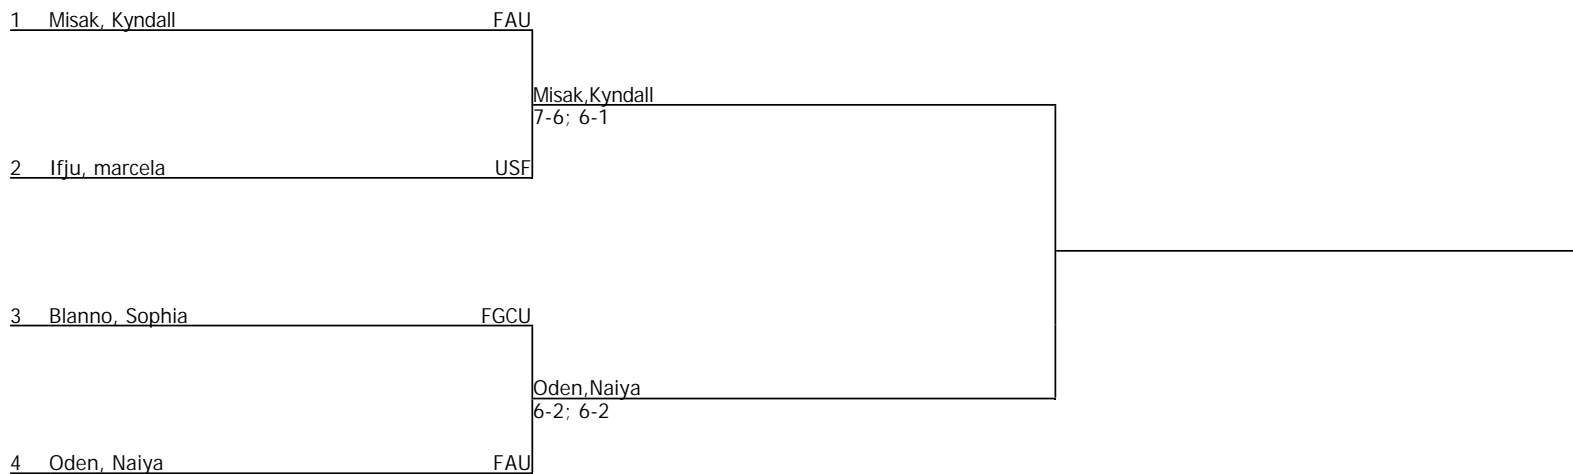 1 Misak, Kyndall FAU
Misak,Kyndall
7-6; 6-1
2 Ifju, marcela USF
3 Blanno, Sophia FGCU
Oden,Naiya
6-2; 6-2
4 Oden, Naiya FAU